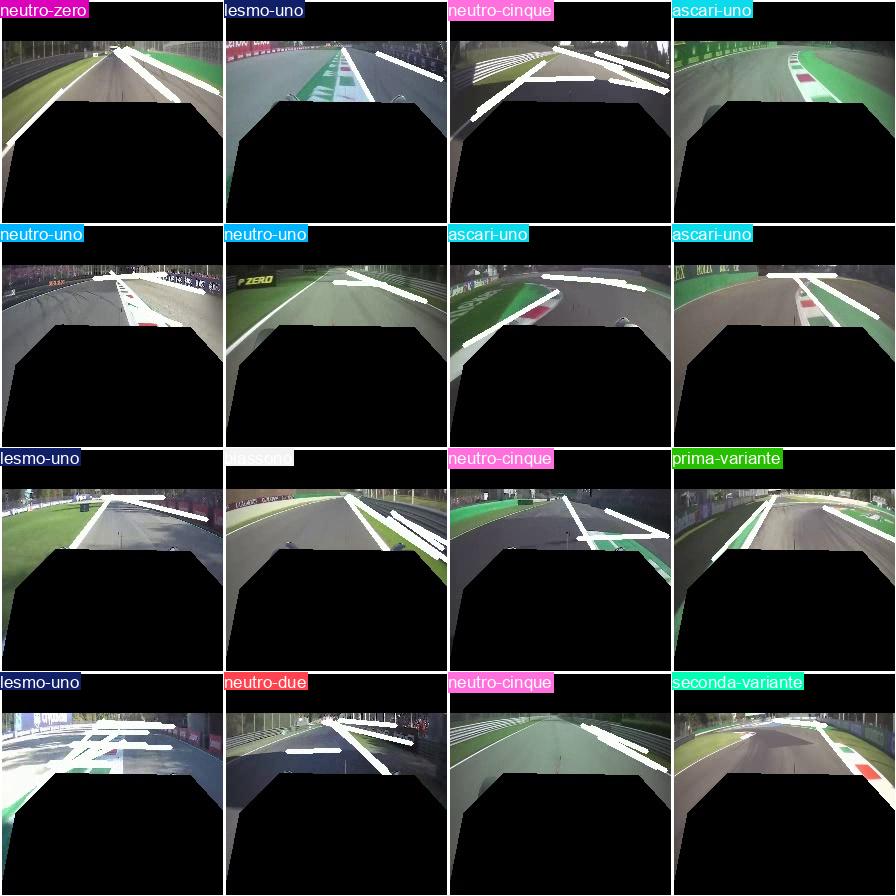 neutro-zero
lesmo-uno
neutro-cinque
ascari-uno
neutro-uno
neutro-uno
P ZERO
ascari-uno
ascari-uno
lesmo-uno
biassono
neutro-cinque
prima-variante
lesmo-uno
neutro-due
neutro-cinque
seconda-variante